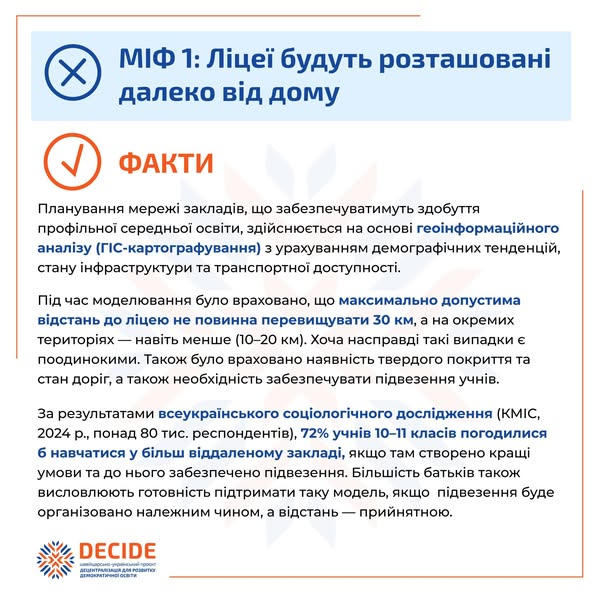 МІФ 1: Ліцеї будуть розташовані
далеко від дому
ФАКТИ
Планування мережі закладів, що забезпечуватимуть здобуття
профільної середньої освіти, здійснюється на основі геоінформаційного
аналізу (ГІС-картографування) з урахуванням демографічних тенденцій,
стану інфраструктури та транспортної доступності.
Під час моделювання було враховано, що максимально допустима
відстань до ліцею не повинна перевищувати 30 км, а на окремих
територіях — навіть менше (10–20 км). Хоча насправді такі випадки є
поодинокими. Також було враховано наявність твердого покриття та
стан доріг, а також необхідність забезпечувати підвезення учнів.
За результатами всеукраїнського соціологічного дослідження (КМІС,
2024 р., понад 80 тис. респондентів), 72% учнів 10–11 класів погодилися
б навчатися у більш віддаленому закладі, якщо там створено кращі
умови та до нього забезпечено підвезення. Більшість батьків також
висловлюють готовність підтримати таку модель, якщо підвезення буде
організовано належним чином, а відстань — прийнятною.
DECIDE
швейцарсько-український проєкт
ДЕЦЕНТРАЛІЗАЦІЯ ДЛЯ РОЗВИТКУ
ДЕМОКРАТИЧНОЇ ОСВІТИ